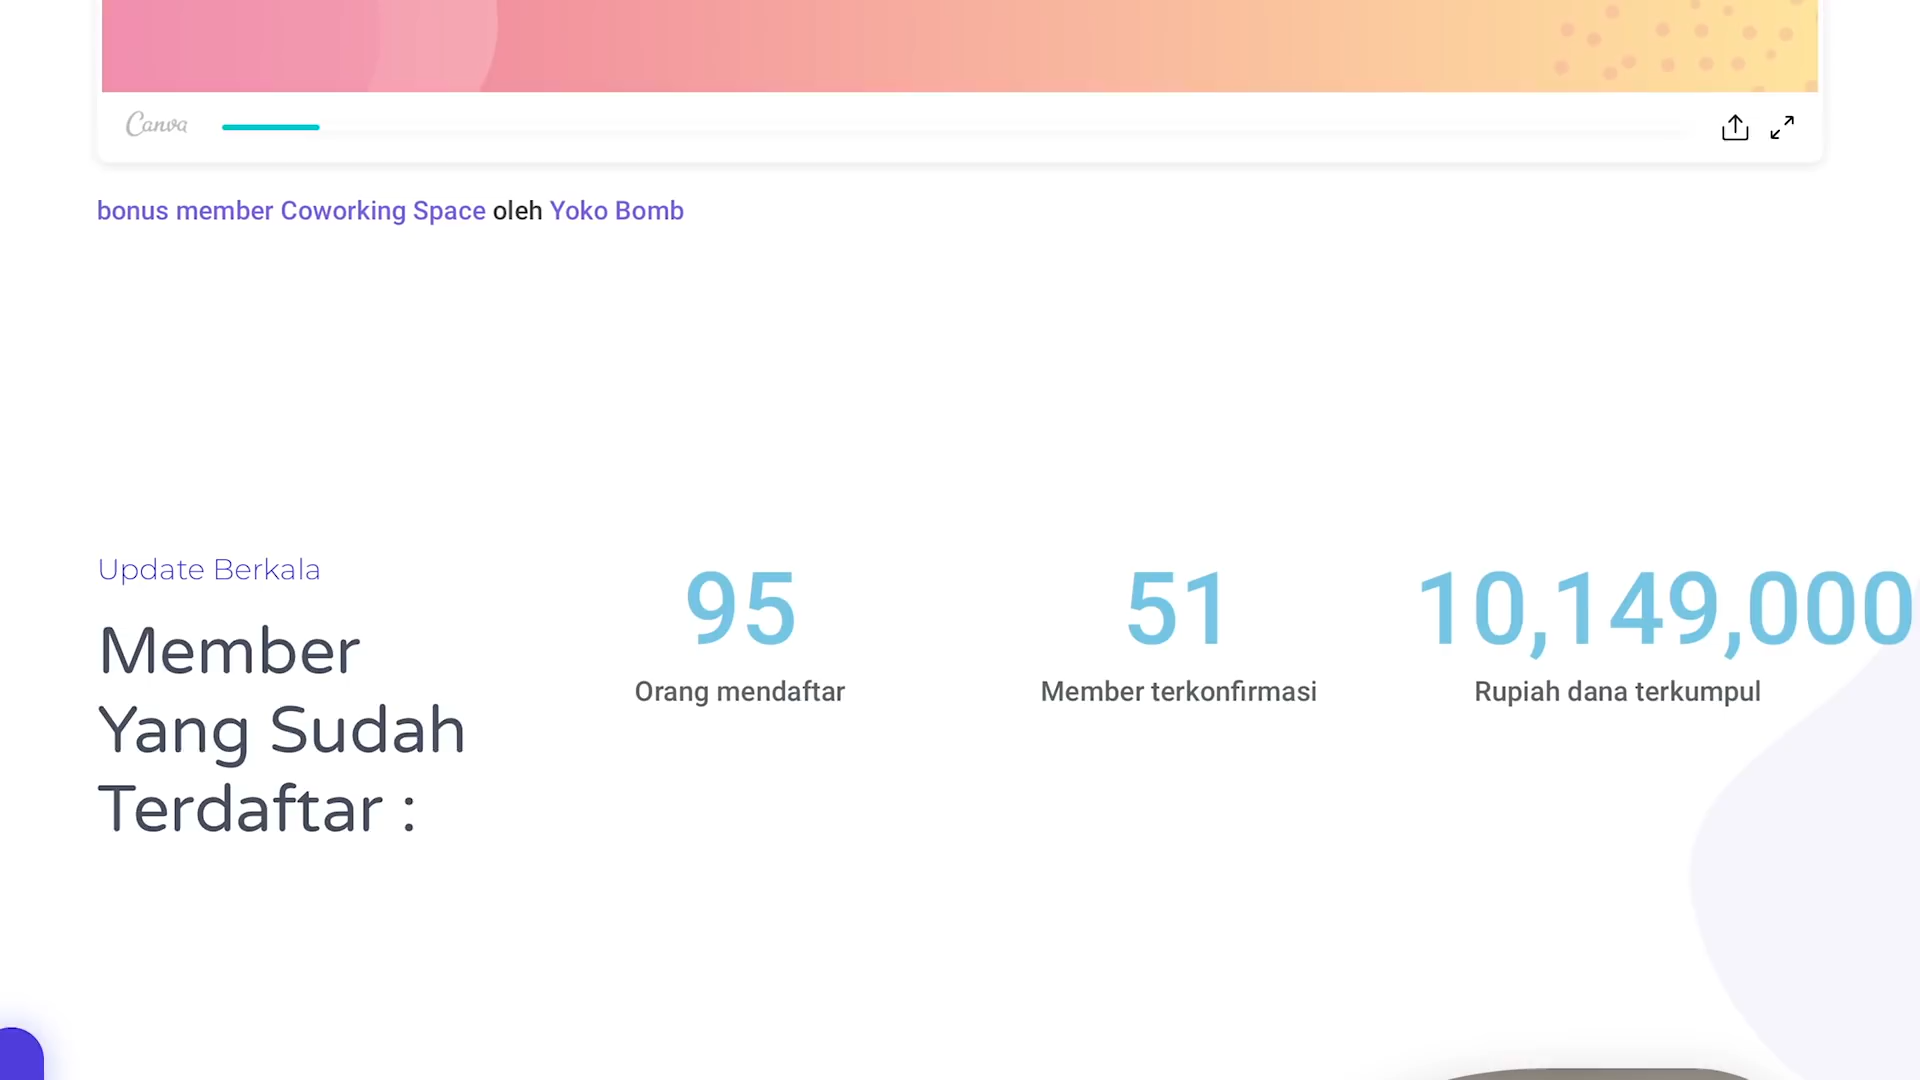 Canva
bonus member Coworking Space oleh Yoko Bomb
Update Berkala
Member
Yang Sudah
Terdaftar :
95
Orang mendaftar
51
Member terkonfirmasi
10,149,000
Rupiah dana terkumpul